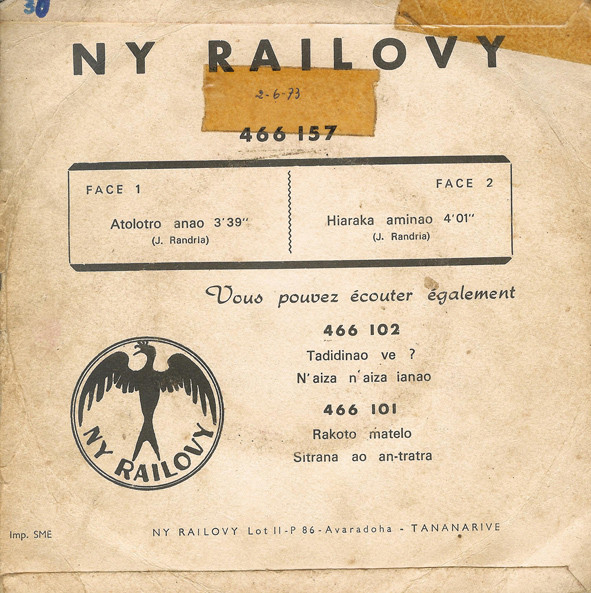 30
NY RAILOVY
2-6-73
466 157
FACE 1
Atolotro anao 3'39"
(J. Randria)
FACE 2
Hiaraka aminao 4'01"
(J. Randria)
Vous pouvez écouter également
466 102
Tadidinao ve ?
N'aiza n'aiza ianao
466 101
Rakoto matelo
Sitrana ao an-tratra
NY RAILOVY
Imp. SME
NY RAILOVY Lot II-P 86 - Avaradoha - TANANARIVE